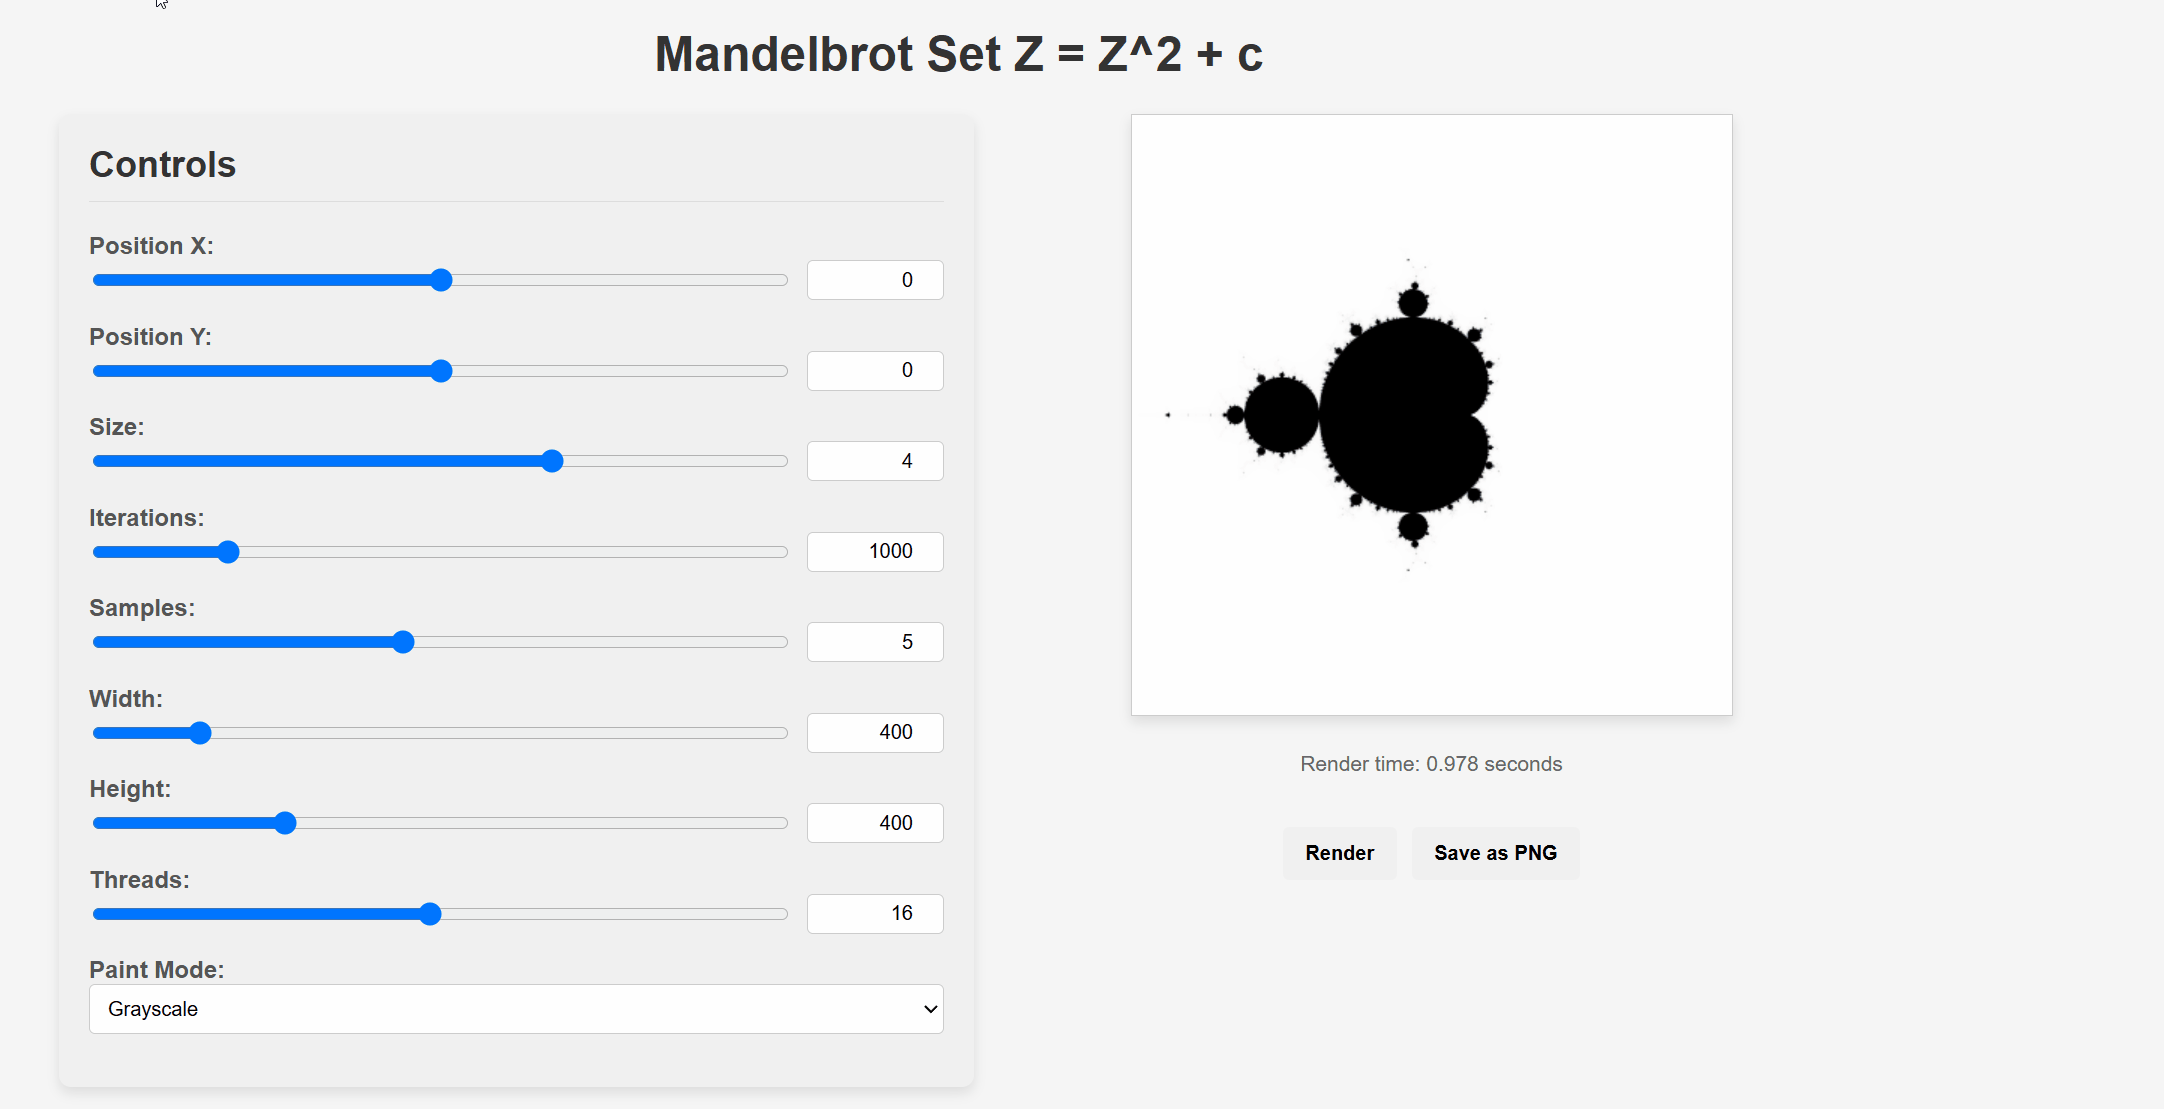 Mandelbrot Set Z = Z^2 + c
Controls
Position X:
0
Position Y:
0
Size:
4
Iterations:
1000
Samples:
5
Width:
400
Height:
400
Threads:
16
Paint Mode:
Grayscale
Render time: 0.978 seconds
Render
Save as PNG